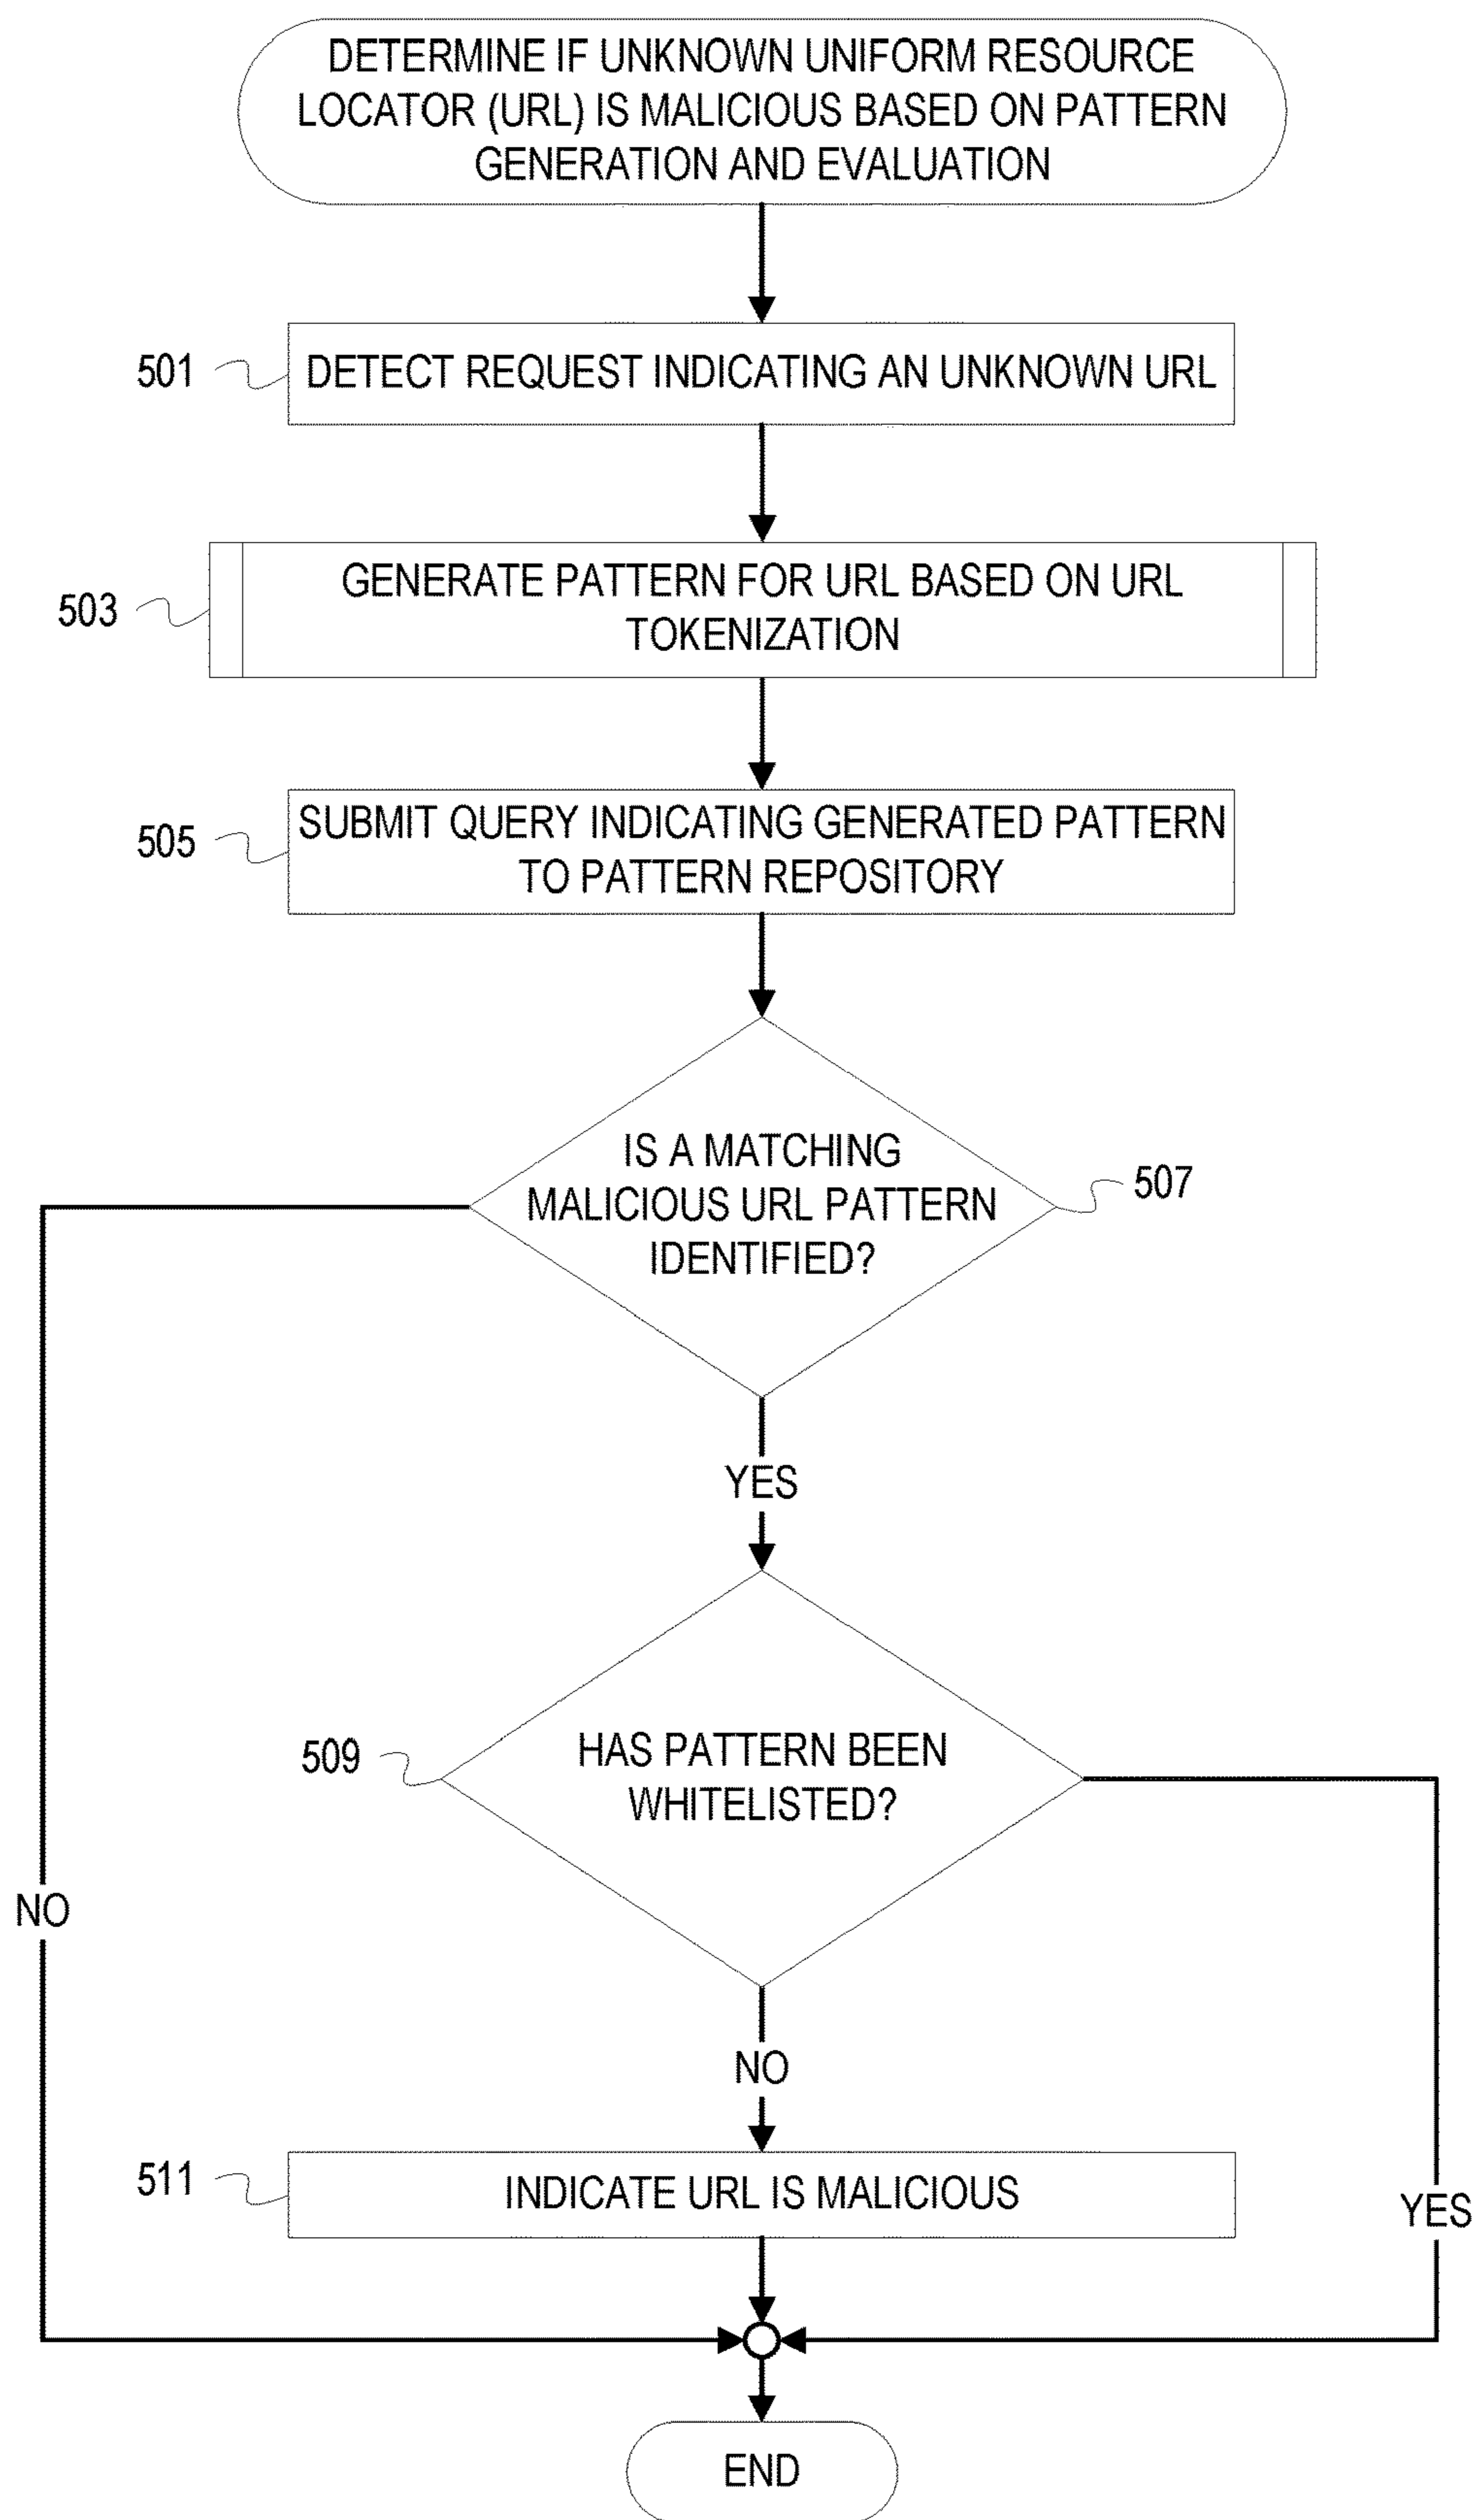 DETERMINE IF UNKNOWN UNIFORM RESOURCE
LOCATOR (URL) IS MALICIOUS BASED ON PATTERN
GENERATION AND EVALUATION
501
DETECT REQUEST INDICATING AN UNKNOWN URL
503
GENERATE PATTERN FOR URL BASED ON URL
TOKENIZATION
505
SUBMIT QUERY INDICATING GENERATED PATTERN
TO PATTERN REPOSITORY
IS A MATCHING
MALICIOUS URL PATTERN
IDENTIFIED?
507
YES
509
HAS PATTERN BEEN
WHITELISTED?
NO
NO
511
INDICATE URL IS MALICIOUS
YES
END